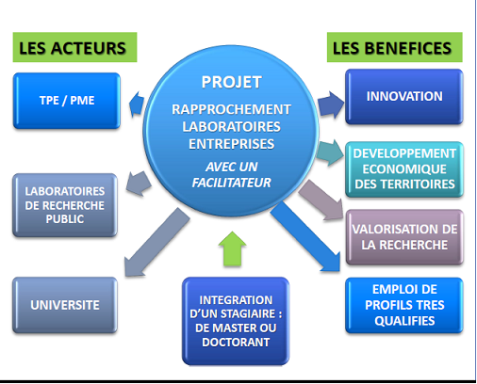 LES ACTEURS
LES BENEFICES
TPE / PME
LABORATOIRES
DE RECHERCHE
PUBLIC
UNIVERSITE
PROJET
RAPPROCHEMENT
LABORATOIRES
ENTREPRISES
AVEC UN
FACILITATEUR
INTEGRATION
D'UN STAGIAIRE :
DE MASTER OU
DOCTORANT
INNOVATION
DEVELOPPEMENT
ECONOMIQUE
DES TERRITOIRES
VALORISATION DE
LA RECHERCHE
EMPLOI DE
PROFILS TRES
QUALIFIES